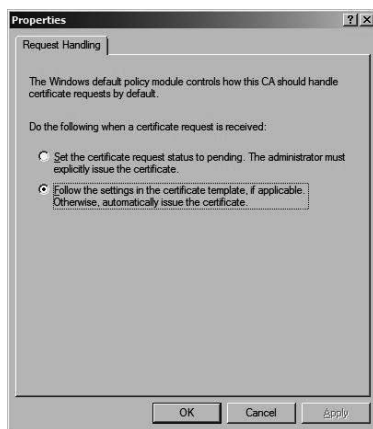 Properties
Request Handling
The Windows default policy module controls how this CA should handle
certificate requests by default.
Do the following when a certificate request is received:
Set the certificate request status to pending. The administrator must
explicitly issue the certificate.
Follow the settings in the certificate template, if applicable.
Otherwise, automatically issue the certificate.
OK Cancel Apply